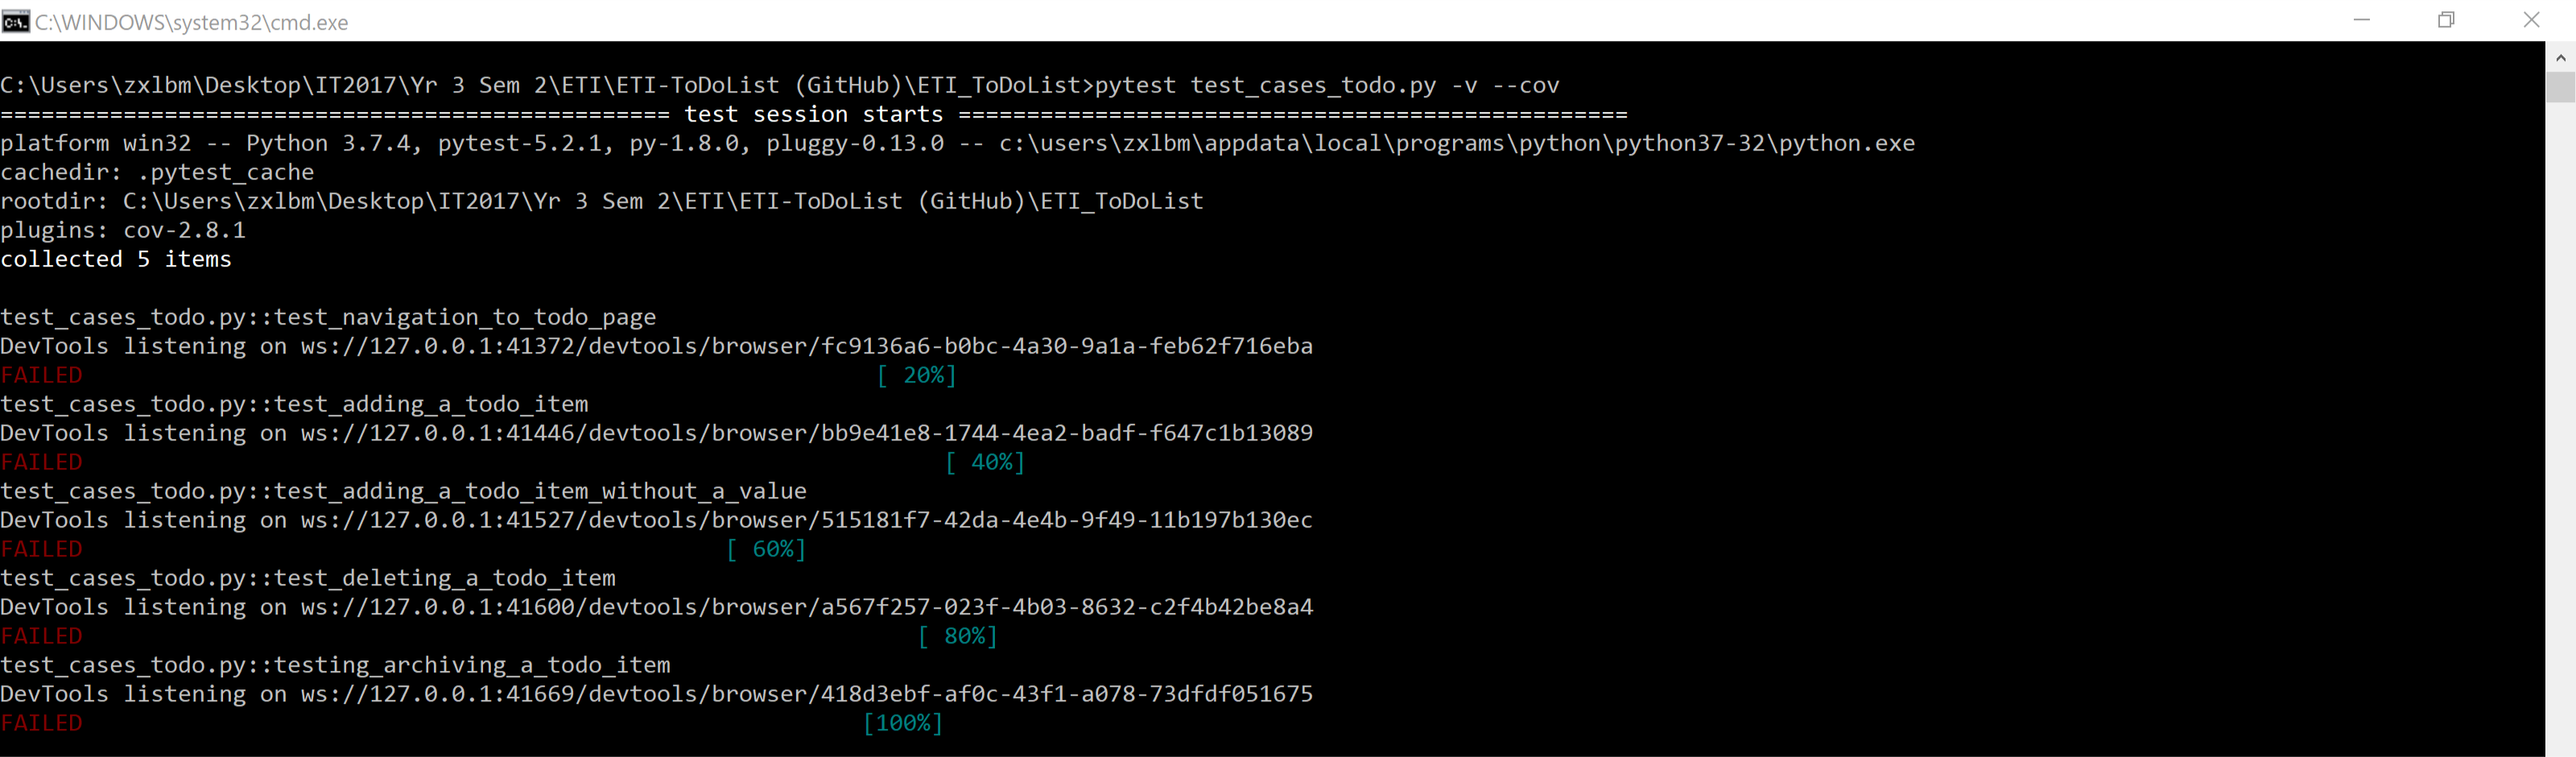 C:\WINDOWS\system32\cmd.exe
C:\Users\zxlbm\Desktop\IT2017\Yr 3 Sem 2\ETI\ETI-ToDoList (GitHub)\ETI_ToDoList>pytest test_cases_todo.py -v --cov
================================================= test session starts =================================================
platform win32 -- Python 3.7.4, pytest-5.2.1, py-1.8.0, pluggy-0.13.0 -- c:\users\zxlbm\appdata\local\programs\python\python37-32\python.exe
cachedir: .pytest_cache
rootdir: C:\Users\zxlbm\Desktop\IT2017\Yr 3 Sem 2\ETI\ETI-ToDoList (GitHub)\ETI_ToDoList
plugins: cov-2.8.1
collected 5 items
test_cases_todo.py::test_navigation_to_todo_page
DevTools listening on ws://127.0.0.1:41372/devtools/browser/fc9136a6-b0bc-4a30-9a1a-feb62f716eba
FAILED [ 20%]
test_cases_todo.py::test_adding_a_todo_item
DevTools listening on ws://127.0.0.1:41446/devtools/browser/bb9e41e8-1744-4ea2-badf-f647c1b13089
FAILED [ 40%]
test_cases_todo.py::test_adding_a_todo_item_without_a_value
DevTools listening on ws://127.0.0.1:41527/devtools/browser/515181f7-42da-4e4b-9f49-11b197b130ec
FAILED [ 60%]
test_cases_todo.py::test_deleting_a_todo_item
DevTools listening on ws://127.0.0.1:41600/devtools/browser/a567f257-023f-4b03-8632-c2f4b42be8a4
FAILED [ 80%]
test_cases_todo.py::testing_archiving_a_todo_item
DevTools listening on ws://127.0.0.1:41669/devtools/browser/418d3ebf-af0c-43f1-a078-73dfdf051675
FAILED [100%]